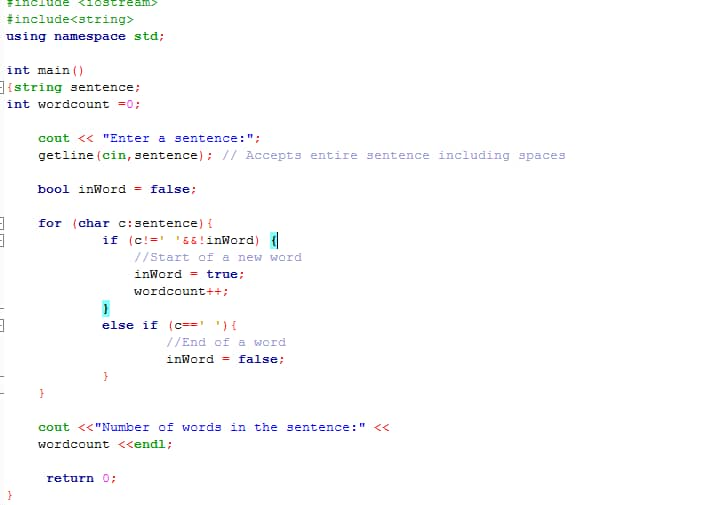 #include <iostream>
#include<string>
using namespace std;

int main()
{string sentence;
int wordcount =0;

    cout << "Enter a sentence:";
    getline(cin,sentence); // Accepts entire sentence including spaces

    bool inWord = false;

    for (char c:sentence){
            if (c!=' '&&!inWord) {
                //Start of a new word
                inWord = true;
                wordcount++;
            }
            else if (c==' '){
                    //End of a word
                    inWord = false;
            }
    }

    cout <<"Number of words in the sentence:" <<
    wordcount <<endl;

     return 0;
}